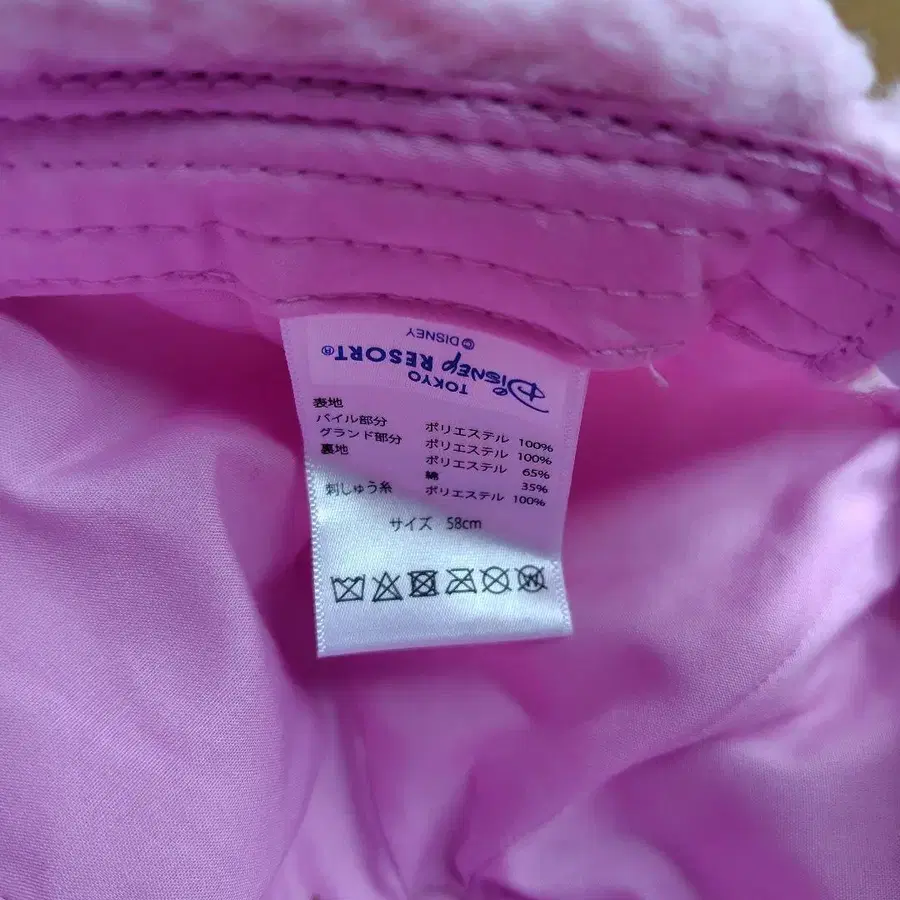 © DISNEY
TOKYO
DISNEY RESORT®
表地
パイル部分 ポリエステル 100%
グランド部分 ポリエステル 100%
裏地 ポリエステル 65%
綿 35%
刺しゅう糸 ポリエステル 100%
サイズ 58cm
W